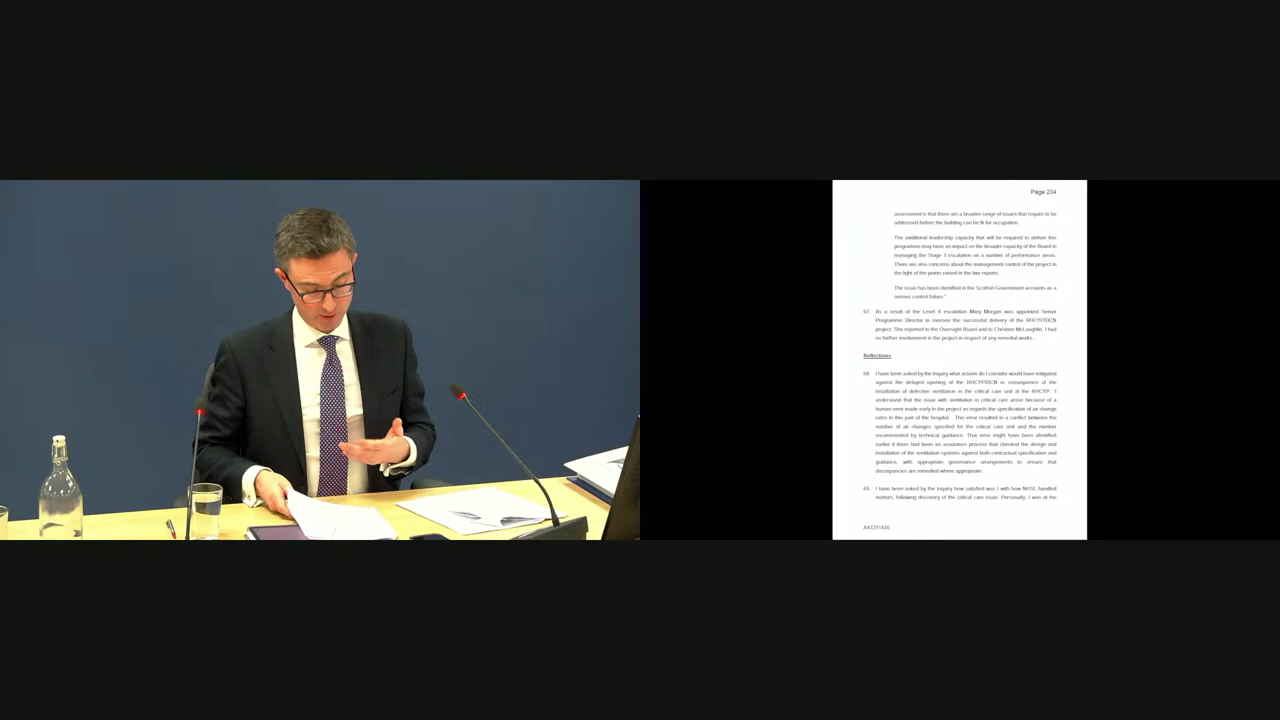 Page 234
assessment is that there are a broader range of issues that require to be
addressed before the building can be fit for occupation.
The additional leadership capacity that will be required to deliver this
programme may have an impact on the broader capacity of the Board in
managing the Stage 3 escalation on a number of performance areas.
There are also concerns about the management control of the project in
the light of the points raised in the two reports.
The issue has been identified in the Scottish Government accounts as a
serious control failure.'
67. As a result of the Level 4 escalation Mary Morgan was appointed Senior
Programme Director to oversee the successful delivery of the RHCYP/DCN
project. She reported to the Oversight Board and to Christine McLaughlin. I had
no further involvement in the project in respect of any remedial works.
Reflections
68. I have been asked by the Inquiry what actions do I consider would have mitigated
against the delayed opening of the RHCYP/DCN in consequence of the
installation of defective ventilation in the critical care unit at the RHCYP. I
understand that the issue with ventilation in critical care arose because of a
human error made early in the project as regards the specification of air change
rates in this part of the hospital. This error resulted in a conflict between the
number of air changes specified for the critical care unit and the number
recommended by technical guidance. That error might have been identified
earlier if there had been an assurance process that checked the design and
installation of the ventilation systems against both contractual specification and
guidance, with appropriate governance arrangements to ensure that
discrepancies are remedied where appropriate.
69. I have been asked by the Inquiry how satisfied was I with how NHSL handled
matters, following discovery of the critical care issue. Personally, I was at the
A47231435